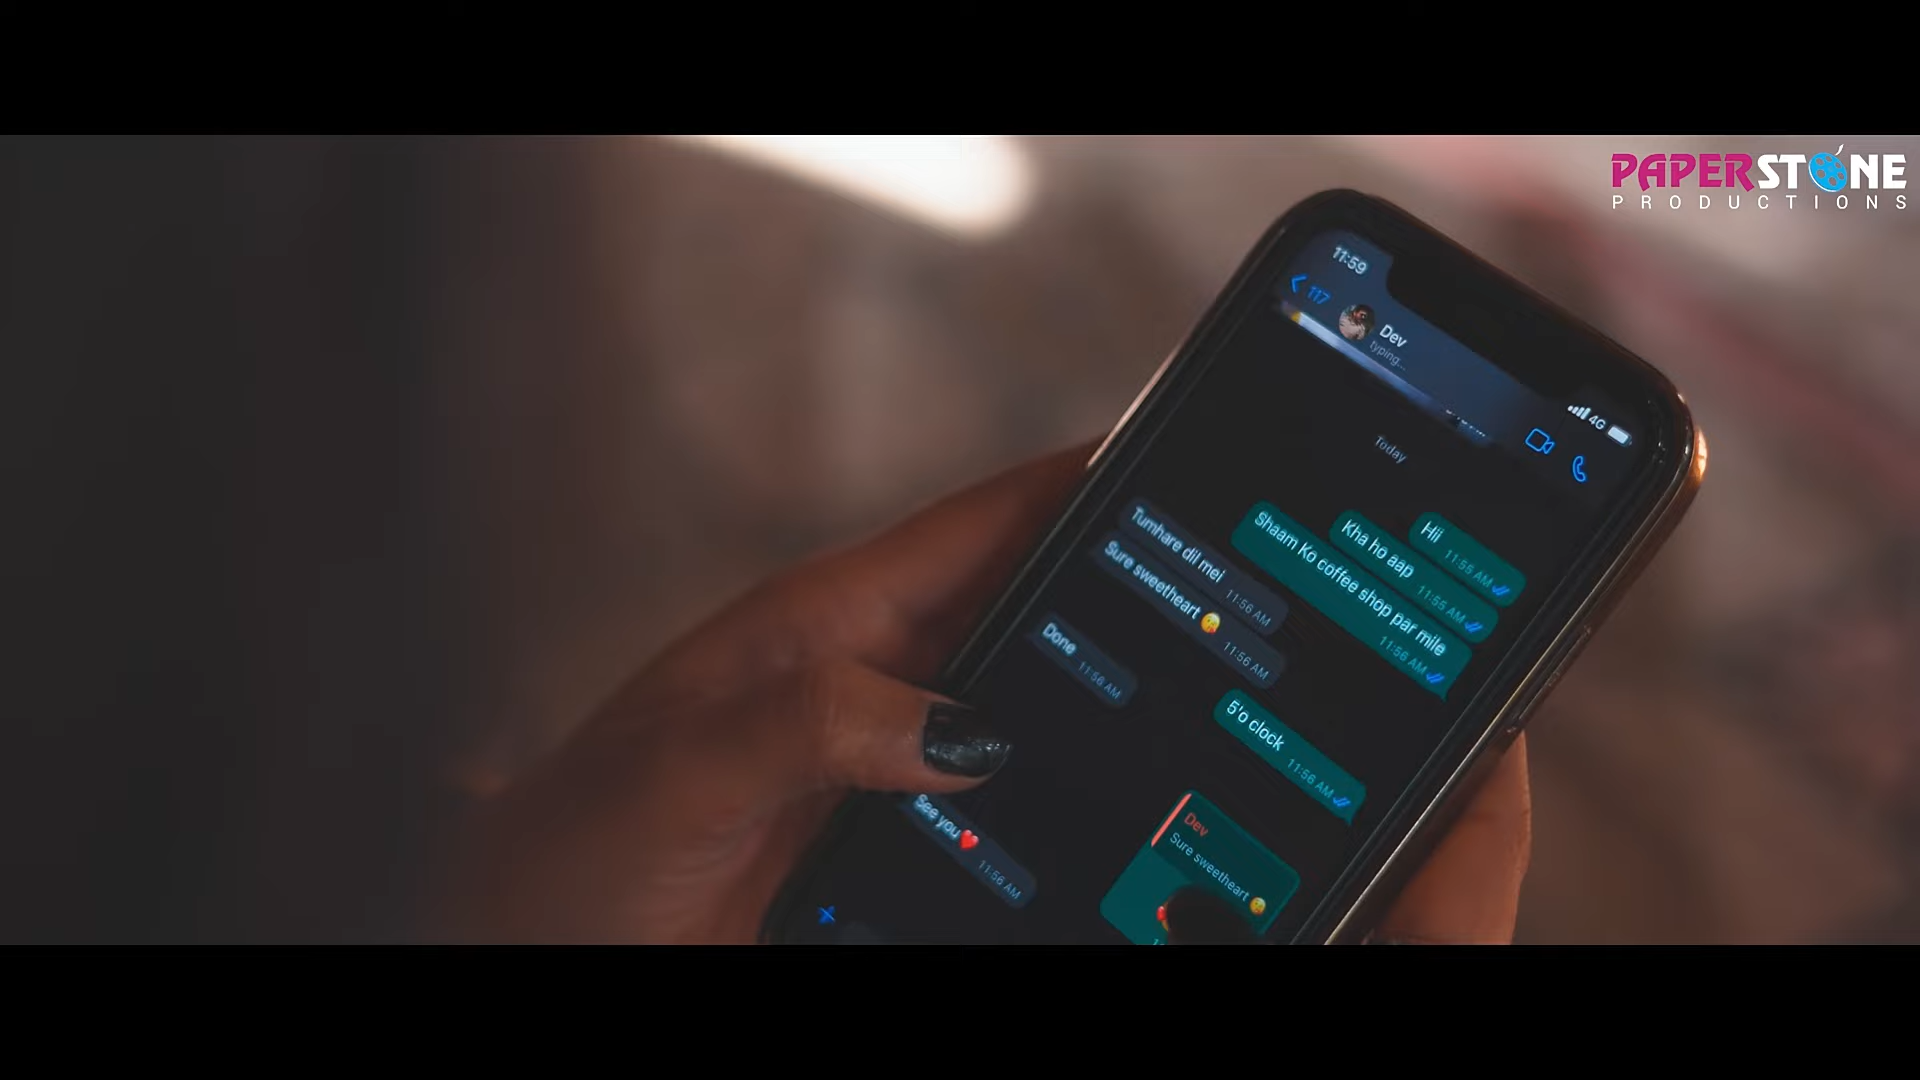 PAPERSTONE
PRODUCTIONS
11:59
117
Dev
typing...
4G
Today
Hii
11:55 AM
Kha ho aap
11:55 AM
Shaam Ko coffee shop par mile
11:56 AM
Tumhare dil mei
11:56 AM
Sure sweetheart 😘
11:56 AM
Done
11:56 AM
5'o clock
11:56 AM
See you❤️
11:56 AM
Dev
Sure sweetheart 😘